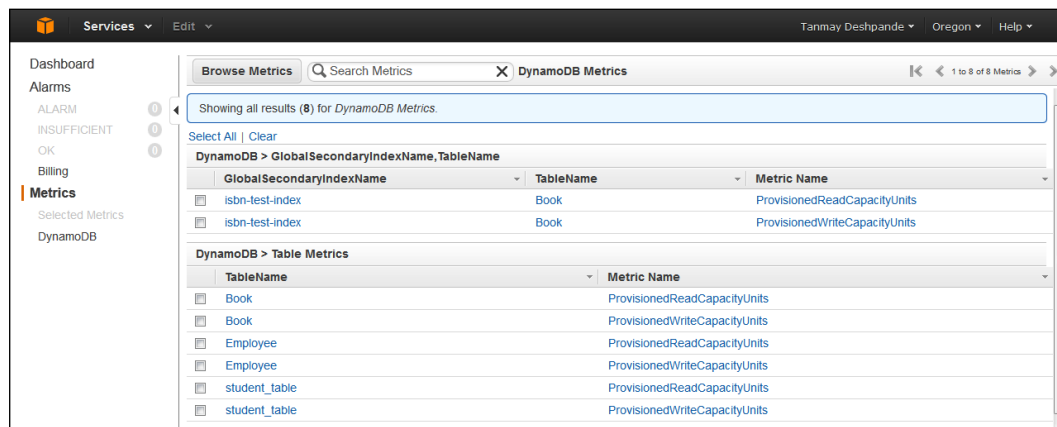 Services Edit Tanmay Deshpande Oregon Help
Dashboard
Alarms
ALARM 0
INSUFFICIENT 0
OK 0
Billing
Metrics
Selected Metrics
DynamoDB
Browse Metrics Search Metrics X DynamoDB Metrics 1 to 8 of 8 Metrics
Showing all results (8) for DynamoDB Metrics.
Select All | Clear
DynamoDB > GlobalSecondaryIndexName,TableName
GlobalSecondaryIndexName TableName Metric Name
isbn-test-index Book ProvisionedReadCapacityUnits
isbn-test-index Book ProvisionedWriteCapacityUnits
DynamoDB > Table Metrics
TableName Metric Name
Book ProvisionedReadCapacityUnits
Book ProvisionedWriteCapacityUnits
Employee ProvisionedReadCapacityUnits
Employee ProvisionedWriteCapacityUnits
student_table ProvisionedReadCapacityUnits
student_table ProvisionedWriteCapacityUnits